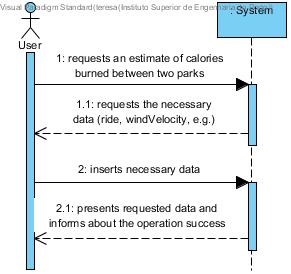 Visual Paradigm Standard(teresa(Instituto Superior de Engenharia
: System
User
1: requests an estimate of calories
burned between two parks
1.1: requests the necessary
data (ride, windVelocity, e.g.)
2: inserts necessary data
2.1: presents requested data and
informs about the operation success